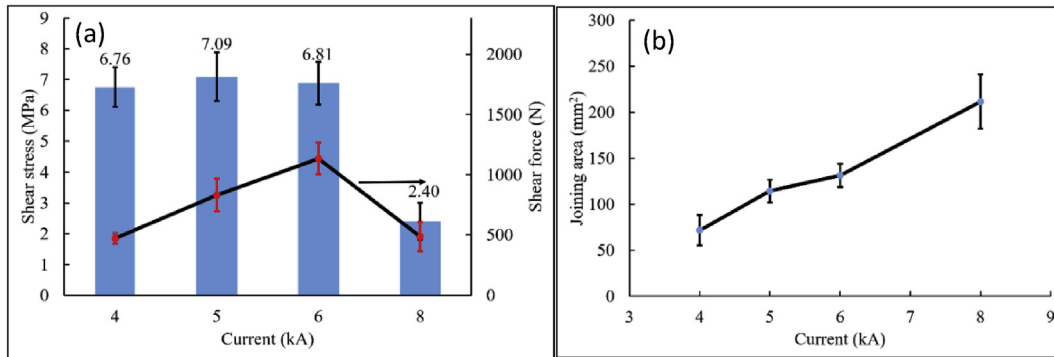 (a)
9
8
7
6
5
4
3
2
1
0
Shear stress (MPa)
6.76
7.09
6.81
2.40
2000
1500
1000
500
0
Shear force (N)
4 5 6 8
Current (kA)
(b)
300
250
200
150
100
50
0
Joining area (mm²)
3 4 5 6 7 8 9
Current (kA)